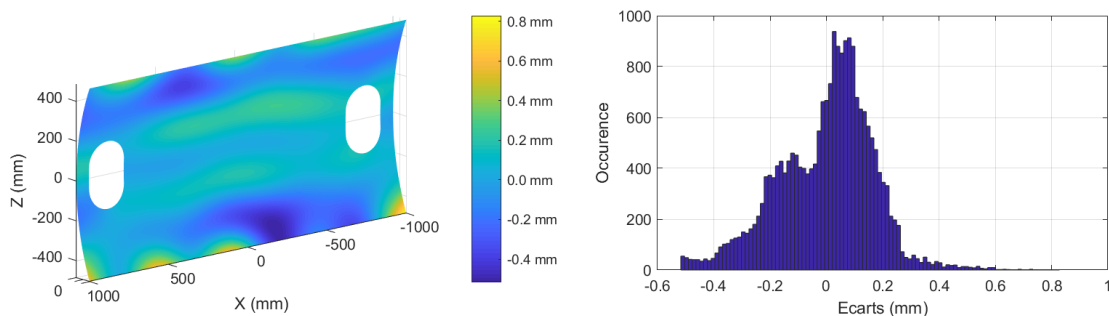 400
200
0
-200
-400
Z (mm)
0
1000
500
0
-500
-1000
X (mm)
0.8 mm
0.6 mm
0.4 mm
0.2 mm
0.0 mm
-0.2 mm
-0.4 mm
1000
800
600
400
200
0
Occurence
-0.6
-0.4
-0.2
0
0.2
0.4
0.6
0.8
1
Ecarts (mm)